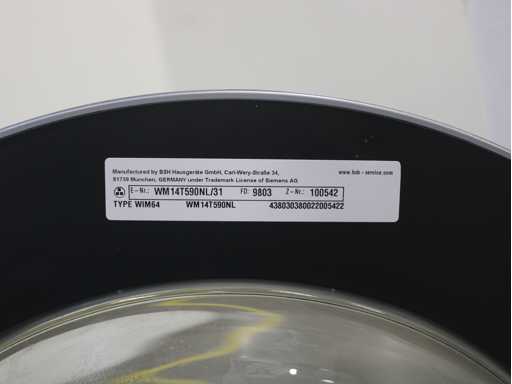 Manufactured by BSH Hausgeräte GmbH, Carl-Wery-Straße 34,
81739 München, GERMANY under Trademark License of Siemens AG
www.bsh-service.com
E-Nr.: WM14T590NL/31 FD: 9803 Z-Nr.: 100542
TYPE WIM64 WM14T590NL 438030380022005422